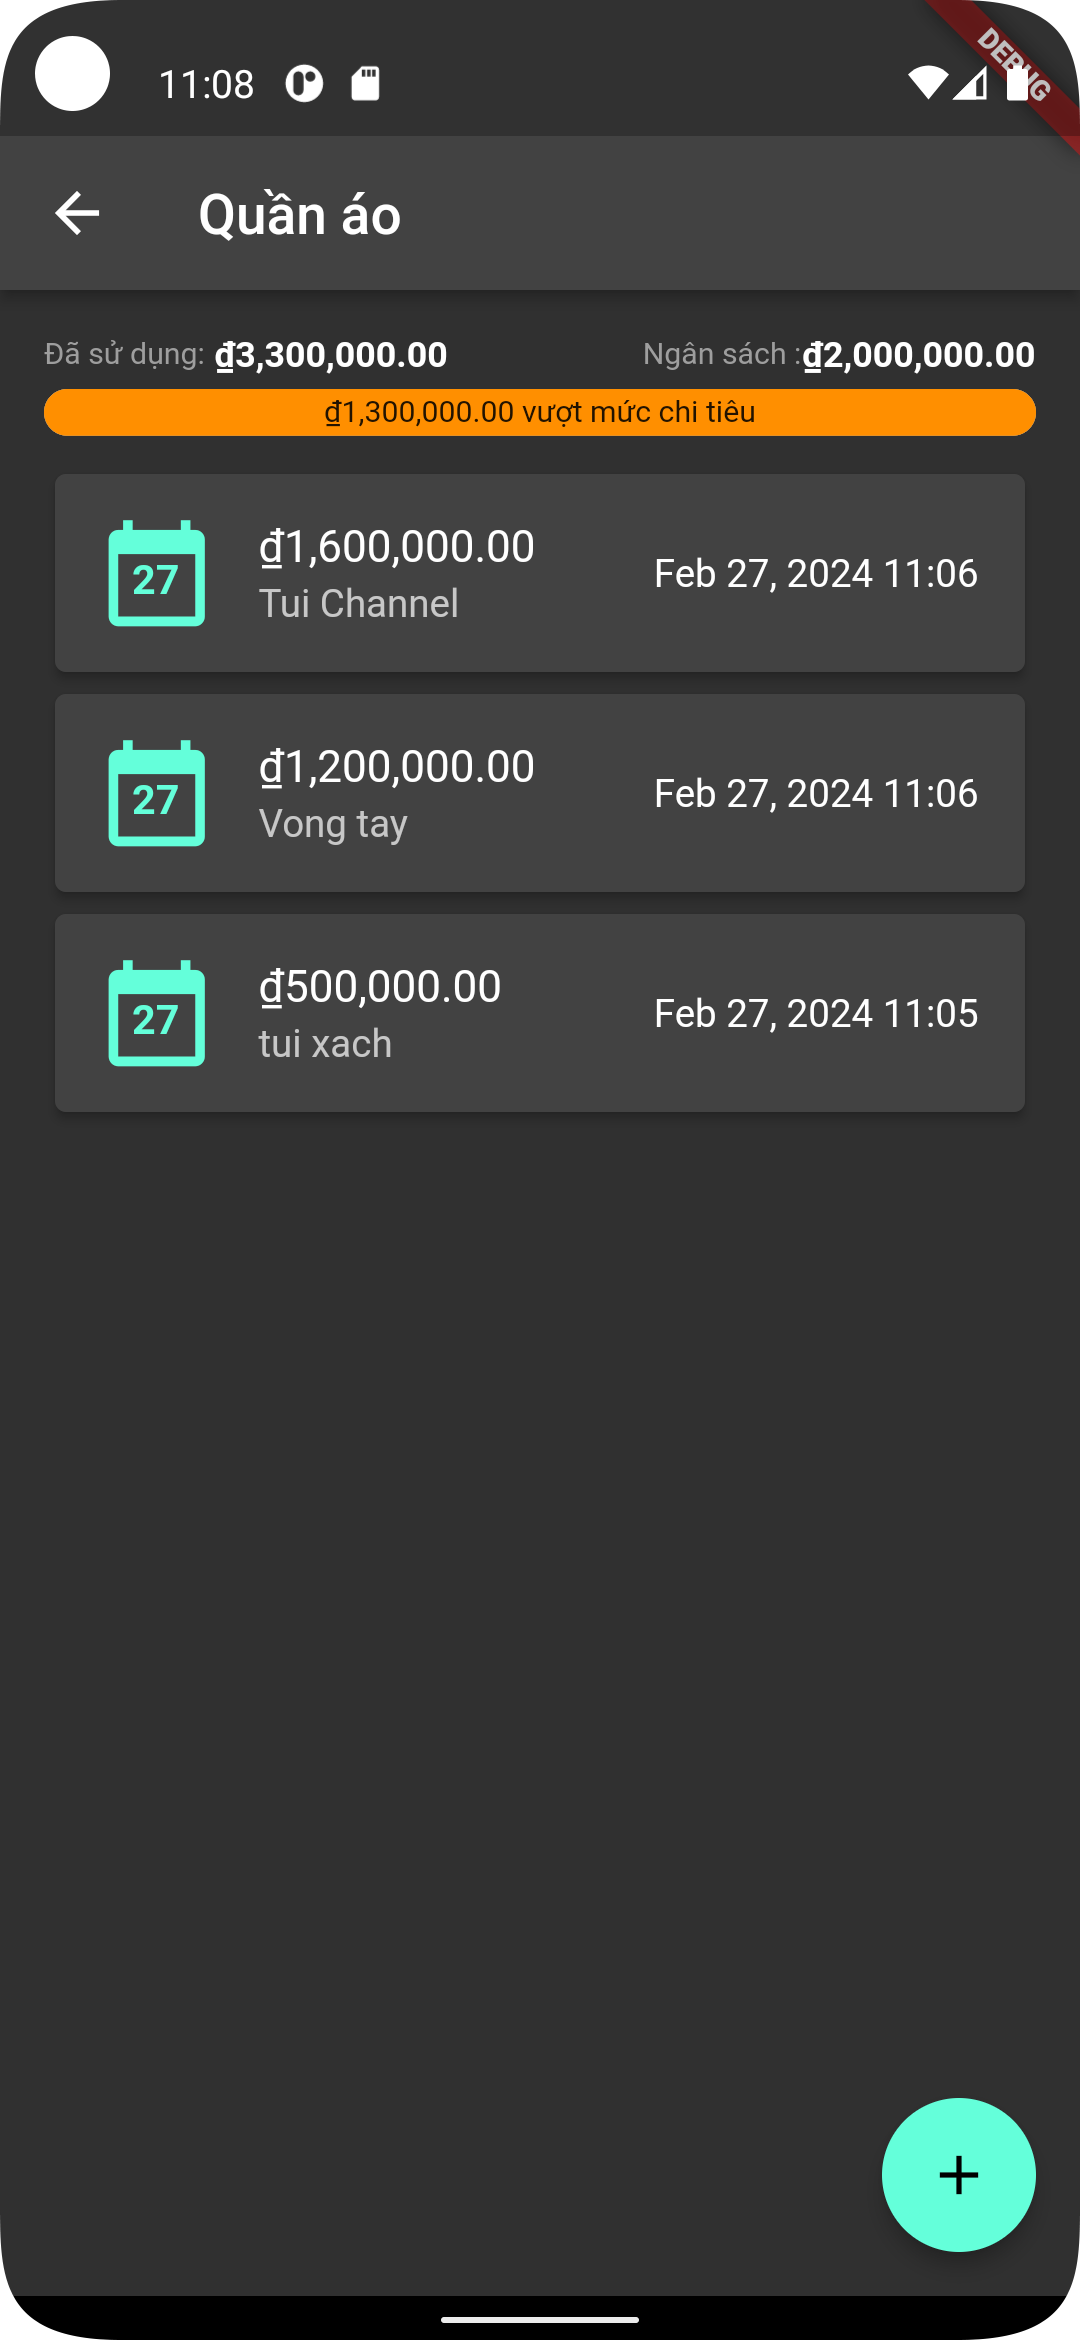 11:08
DEBUG
Quần áo
Đã sử dụng: ₫3,300,000.00 Ngân sách :₫2,000,000.00
₫1,300,000.00 vượt mức chi tiêu
27 ₫1,600,000.00 Feb 27, 2024 11:06
Tui Channel
27 ₫1,200,000.00 Feb 27, 2024 11:06
Vong tay
27 ₫500,000.00 Feb 27, 2024 11:05
tui xach